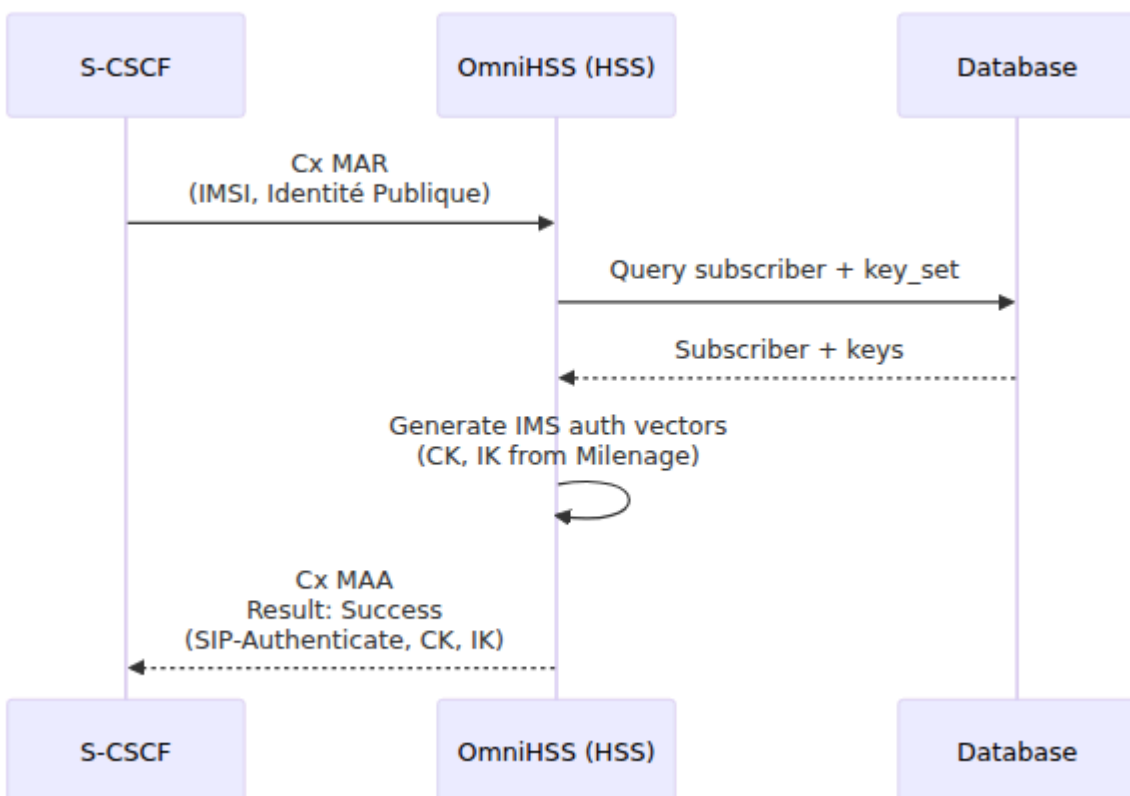 S-CSCF
OmniHSS (HSS)
Database
Cx MAR
(IMSI, Identité Publique)
Query subscriber + key_set
Subscriber + keys
Generate IMS auth vectors
(CK, IK from Milenage)
Cx MAA
Result: Success
(SIP-Authenticate, CK, IK)
S-CSCF
OmniHSS (HSS)
Database